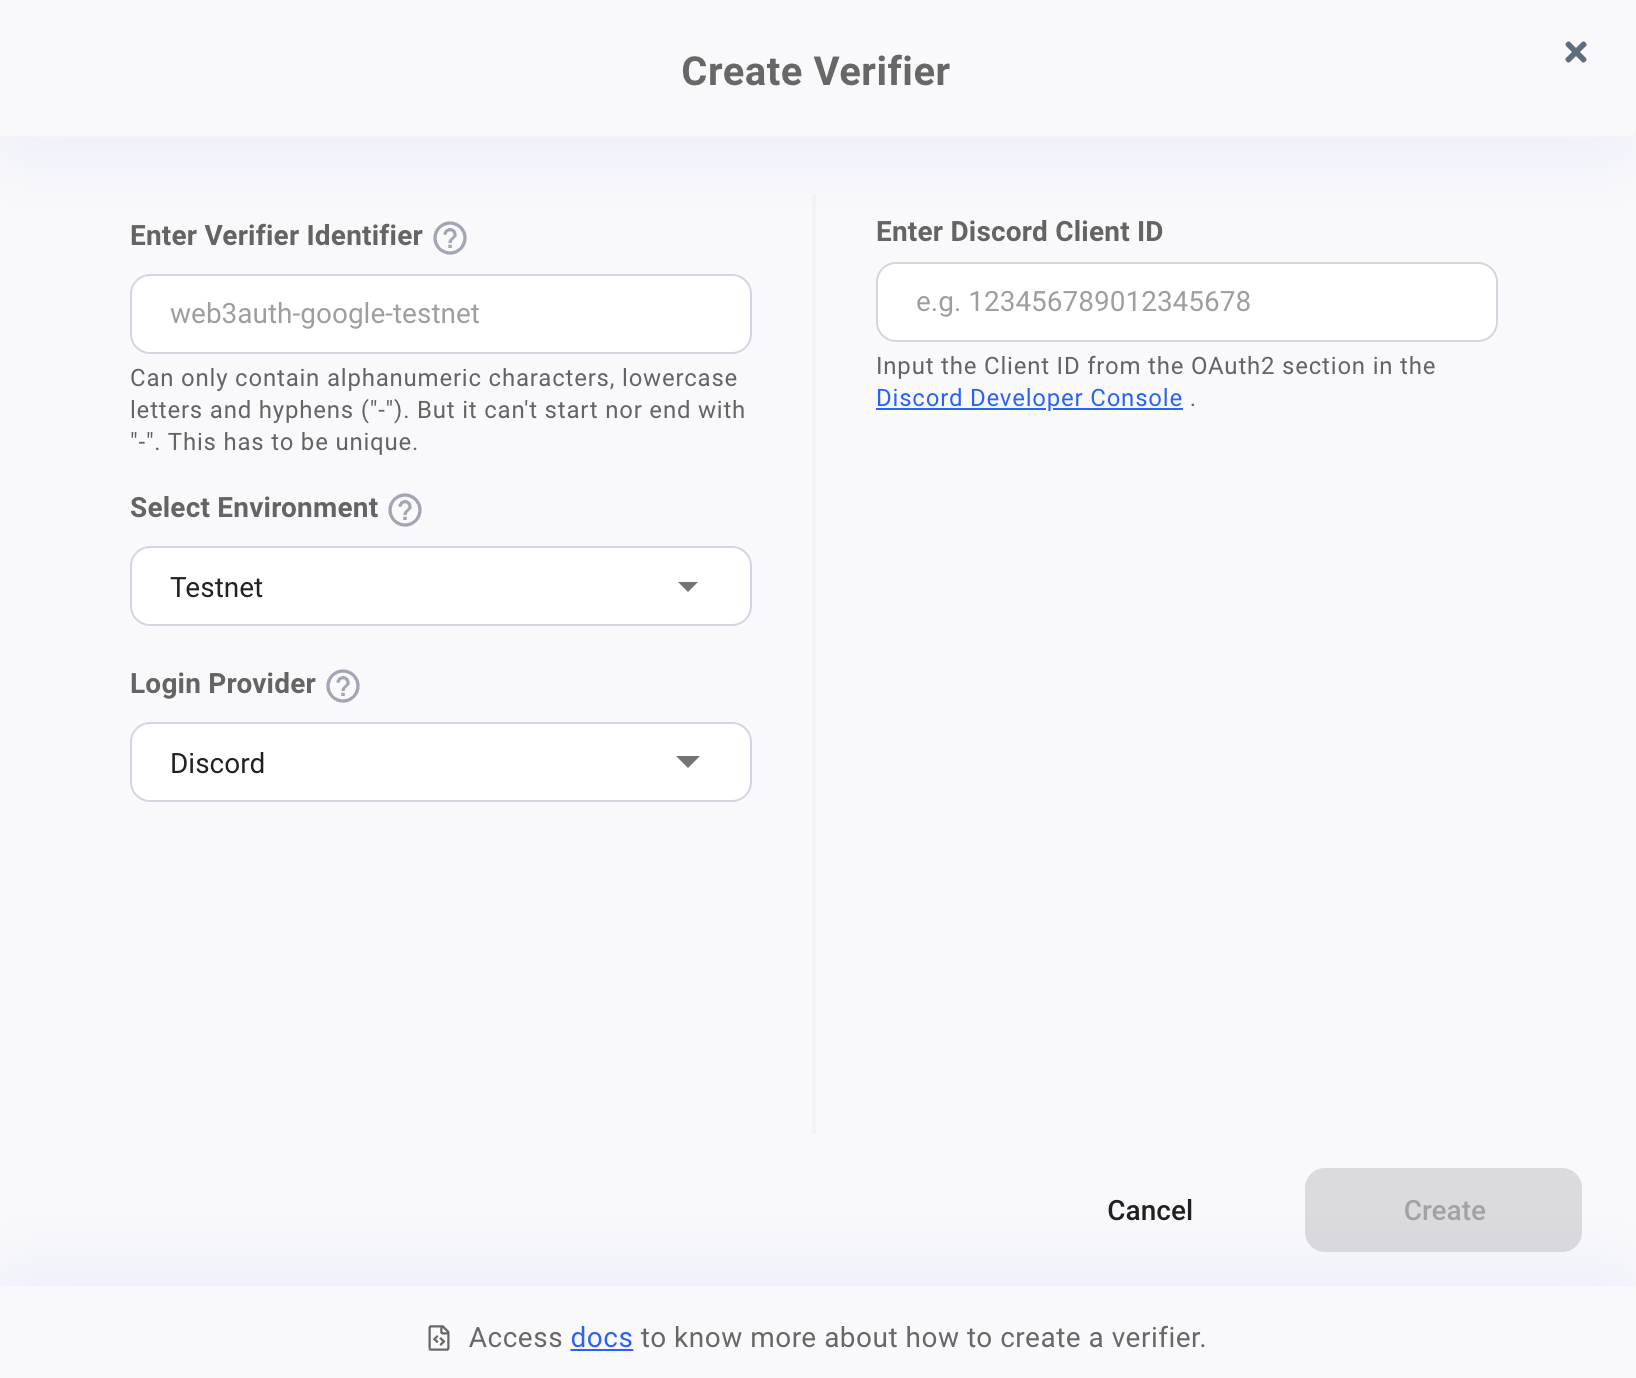 Create Verifier
Enter Verifier Identifier
web3auth-google-testnet
Can only contain alphanumeric characters, lowercase
letters and hyphens ("-"). But it can't start nor end with
"-". This has to be unique.
Select Environment
Testnet
Login Provider
Discord
Enter Discord Client ID
e.g. 123456789012345678
Input the Client ID from the OAuth2 section in the
Discord Developer Console .
Cancel
Create
Access docs to know more about how to create a verifier.